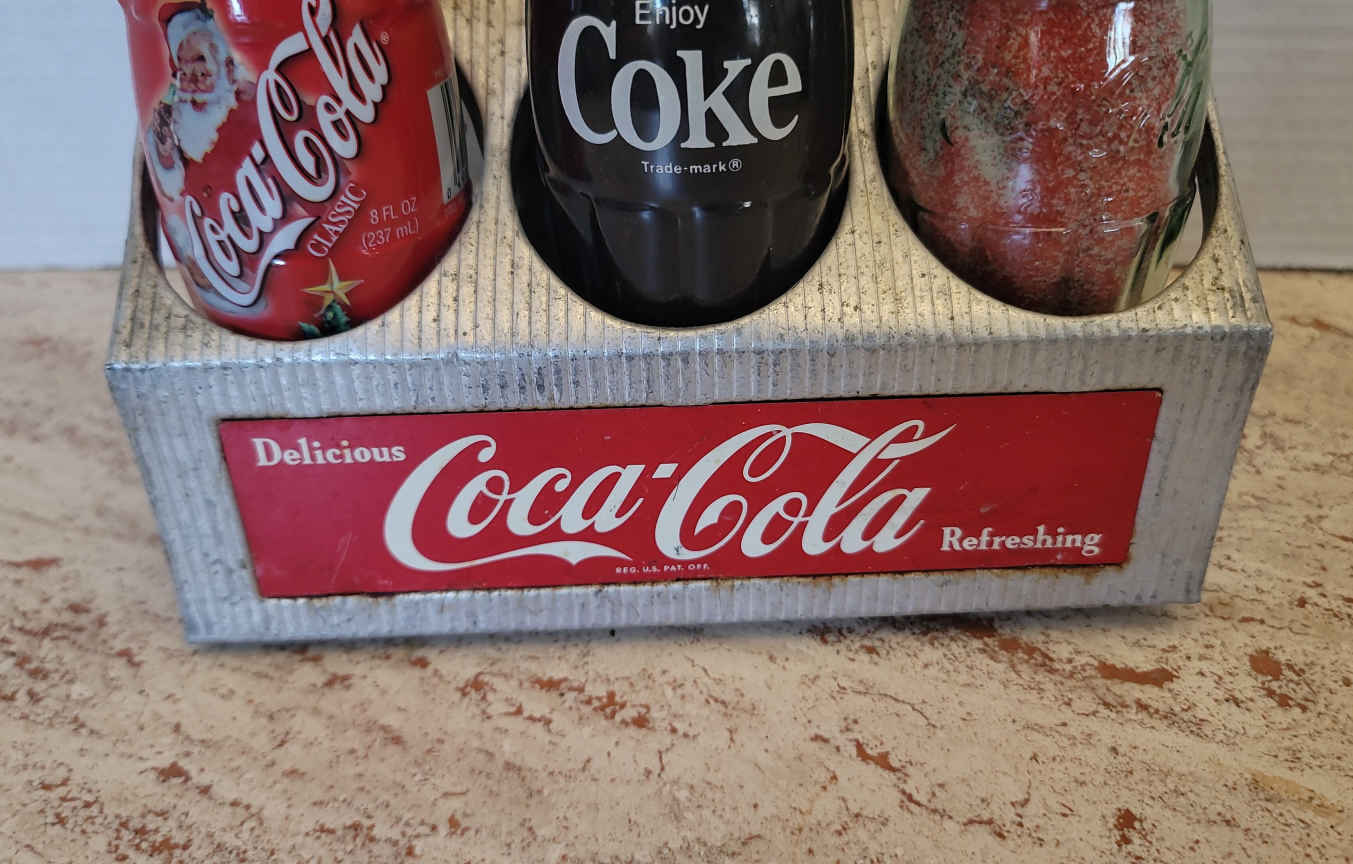 Coca-Cola®
CLASSIC
8 FL OZ
(237 mL)
Enjoy
Coke
Trade-mark®
Delicious
Coca-Cola
Refreshing
REG. U.S. PAT. OFF.